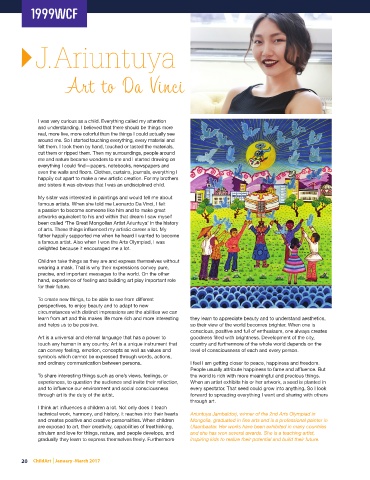 1999WCF
J.Ariuntuya
Art to Da Vinci
I was very curious as a child. Everything called my attention
and understanding. I believed that there should be things more
real, more live, more colorful than the things I could actually see
around me. So I started touching everything, every material and
felt them. I took them by hand, touched or tasted the materials,
cut them or ripped them. Then my surroundings, people around
me and nature became wonders to me and I started drawing on
everything I could find—papers, notebooks, newspapers and
even the walls and floors. Clothes, curtains, journals, everything I
happily cut apart to make a new artistic creation. For my brothers
and sisters it was obvious that I was an undisciplined child.
My sister was interested in paintings and would tell me about
famous artists. When she told me Leonardo Da Vinci, I felt
a passion to become someone like him and to make great
artworks equivalent to his and within that dream I saw myself
been called "The Great Mongolian Artist Ariuntuya" in the history
of arts. These things influenced my artistic career a lot. My
father happily supported me when he heard I wanted to become
a famous artist. Also when I won the Arts Olympiad, I was
delighted because it encouraged me a lot.
Children take things as they are and express themselves without
wearing a mask. That is why their expressions convey pure,
precise, and important messages to the world. On the other
hand, experience of feeling and building art play important role
for their future.
To create new things, to be able to see from different
perspectives, to enjoy beauty and to adapt to new
circumstances with distinct impressions are the abilities we can
learn from art and this makes life more rich and more interesting
and helps us to be positive.
Art is a universal and eternal language that has a power to
touch any human in any country. Art is a unique instrument that
can convey feeling, emotion, concepts as well as values and
symbols which cannot be expressed through words, actions,
and ordinary communication between persons.
To share interesting things such as one's views, feelings, or
experiences, to question the audience and invite their reflection,
and to influence our environment and social consciousness
through art is the duty of the artist.
I think art influences a children a lot. Not only does it teach
technical work, harmony, and history, it reaches into their hearts
and creates positive and creative personalities. When children
are exposed to art, their creativity, capabilities of freethinking,
altruism and love for things, nature, and people develops, and
gradually they learn to express themselves freely. Furthermore
they learn to appreciate beauty and to understand aesthetics,
so their view of the world becomes brighter. When one is
conscious, positive and full of enthusiasm, one always creates
goodness filled with brightness. Development of the city,
country and furthermore of the whole world depends on the
level of consciousness of each and every person.
I feel I am getting closer to peace, happiness and freedom.
People usually attribute happiness to fame and affluence. But
the world is rich with more meaningful and precious things.
When an artist exhibits his or her artwork, a seed is planted in
every spectator. That seed could grow into anything. So I look
forward to spreading everything I want and sharing with others
through art.
Ariuntuya Jambaldorj, winner of the first Arts Olympiad in
Mongolia, graduated in fine arts and is a professional painter in
Ulaanbaatar. Her works have been exhibited in many countries
and she has won several awards. She is a teaching artist,
inspiring kids to realize their potential and build their future.
20 ChildArt | January March 2017